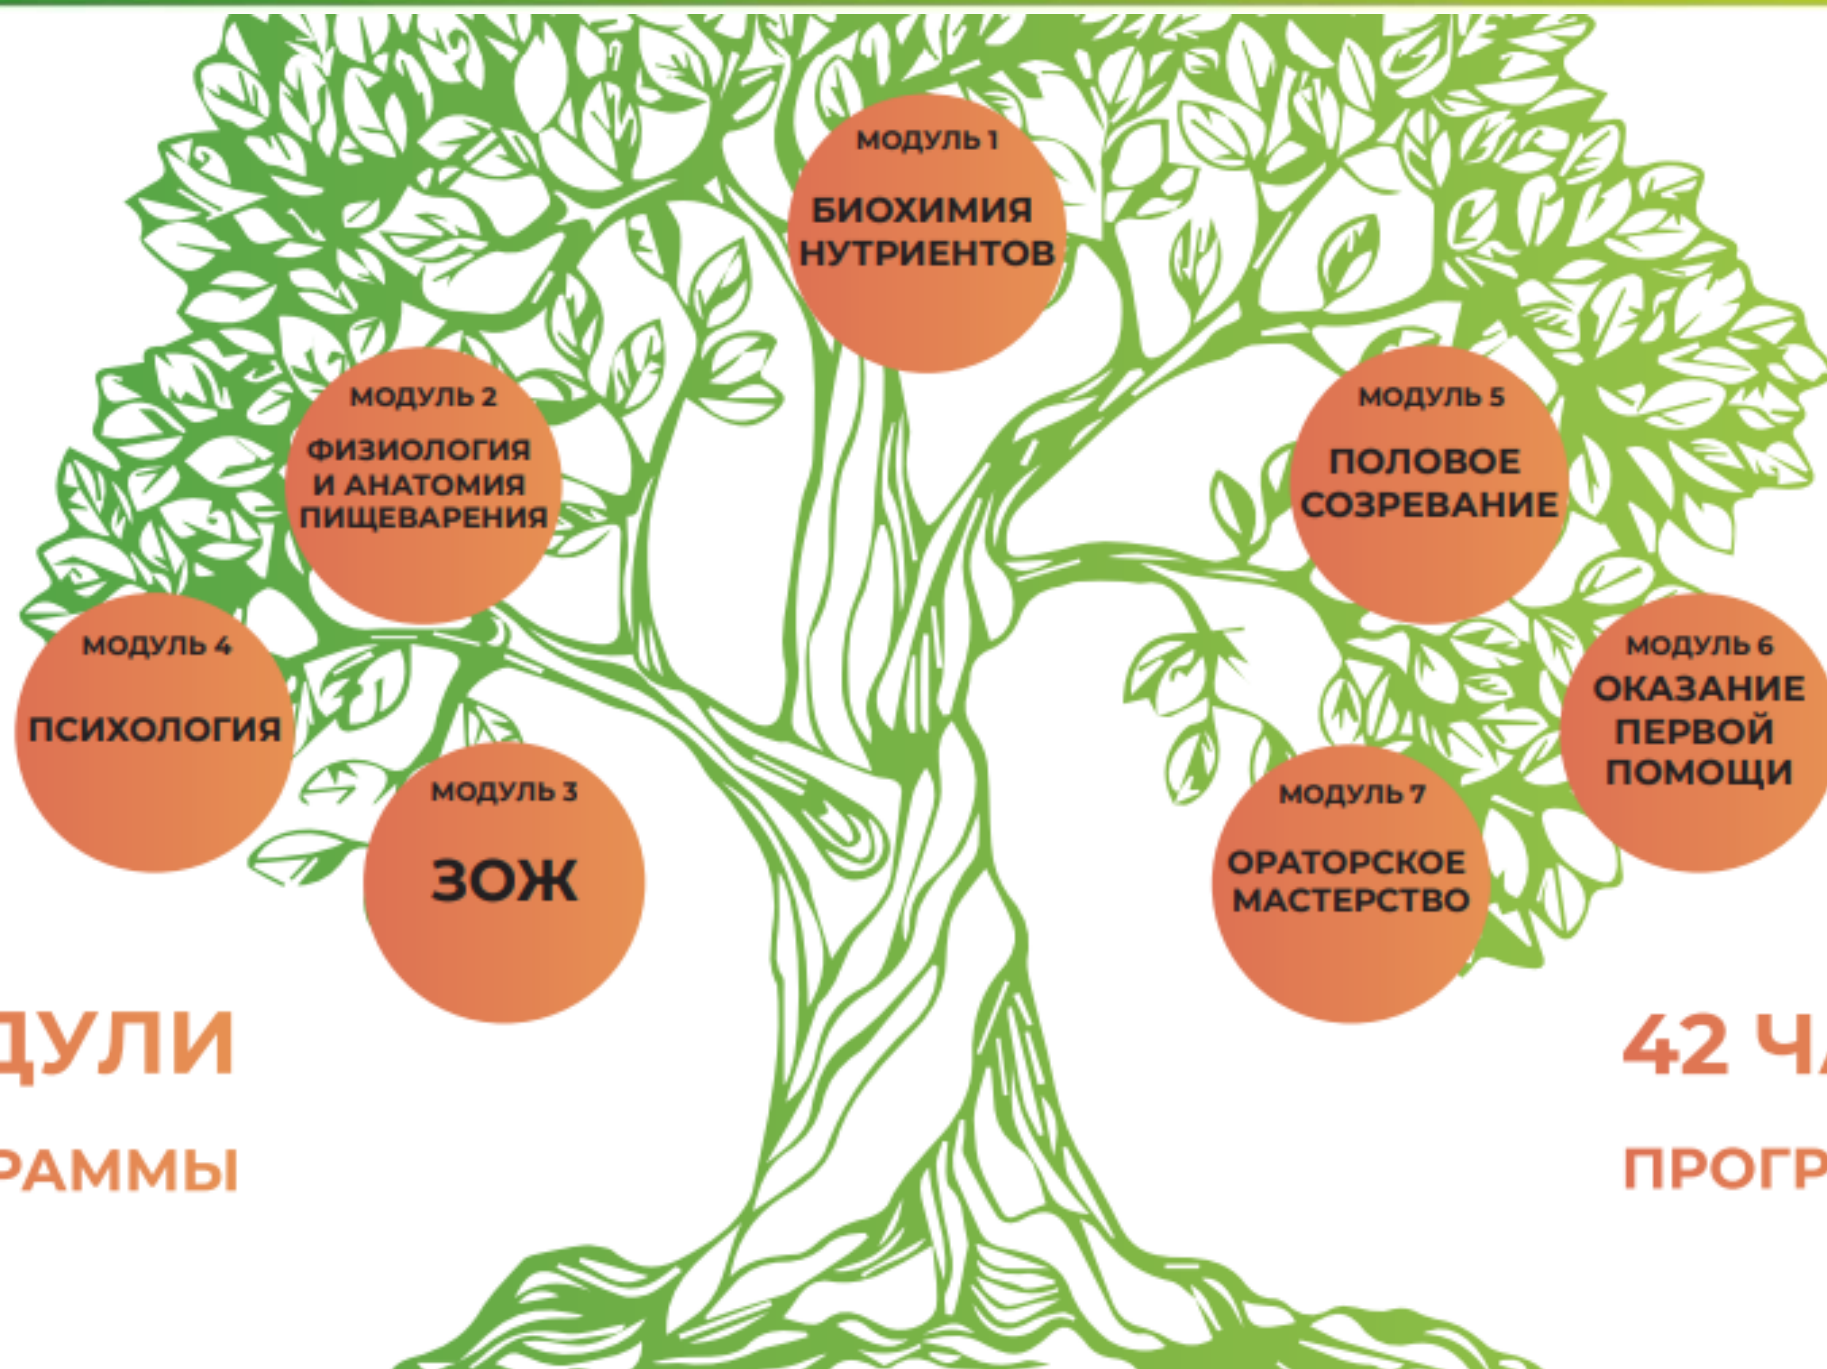 МОДУЛЬ 1
БИОХИМИЯ
НУТРИЕНТОВ
МОДУЛЬ 2
ФИЗИОЛОГИЯ
И АНАТОМИЯ
ПИЩЕВАРЕНИЯ
МОДУЛЬ 5
ПОЛОВОЕ
СОЗРЕВАНИЕ
МОДУЛЬ 4
ПСИХОЛОГИЯ
МОДУЛЬ 6
ОКАЗАНИЕ
ПЕРВОЙ
ПОМОЩИ
МОДУЛЬ 3
ЗОЖ
МОДУЛЬ 7
ОРАТОРСКОЕ
МАСТЕРСТВО
ДУЛИ
РАММЫ
42 Ч
ПРОГР